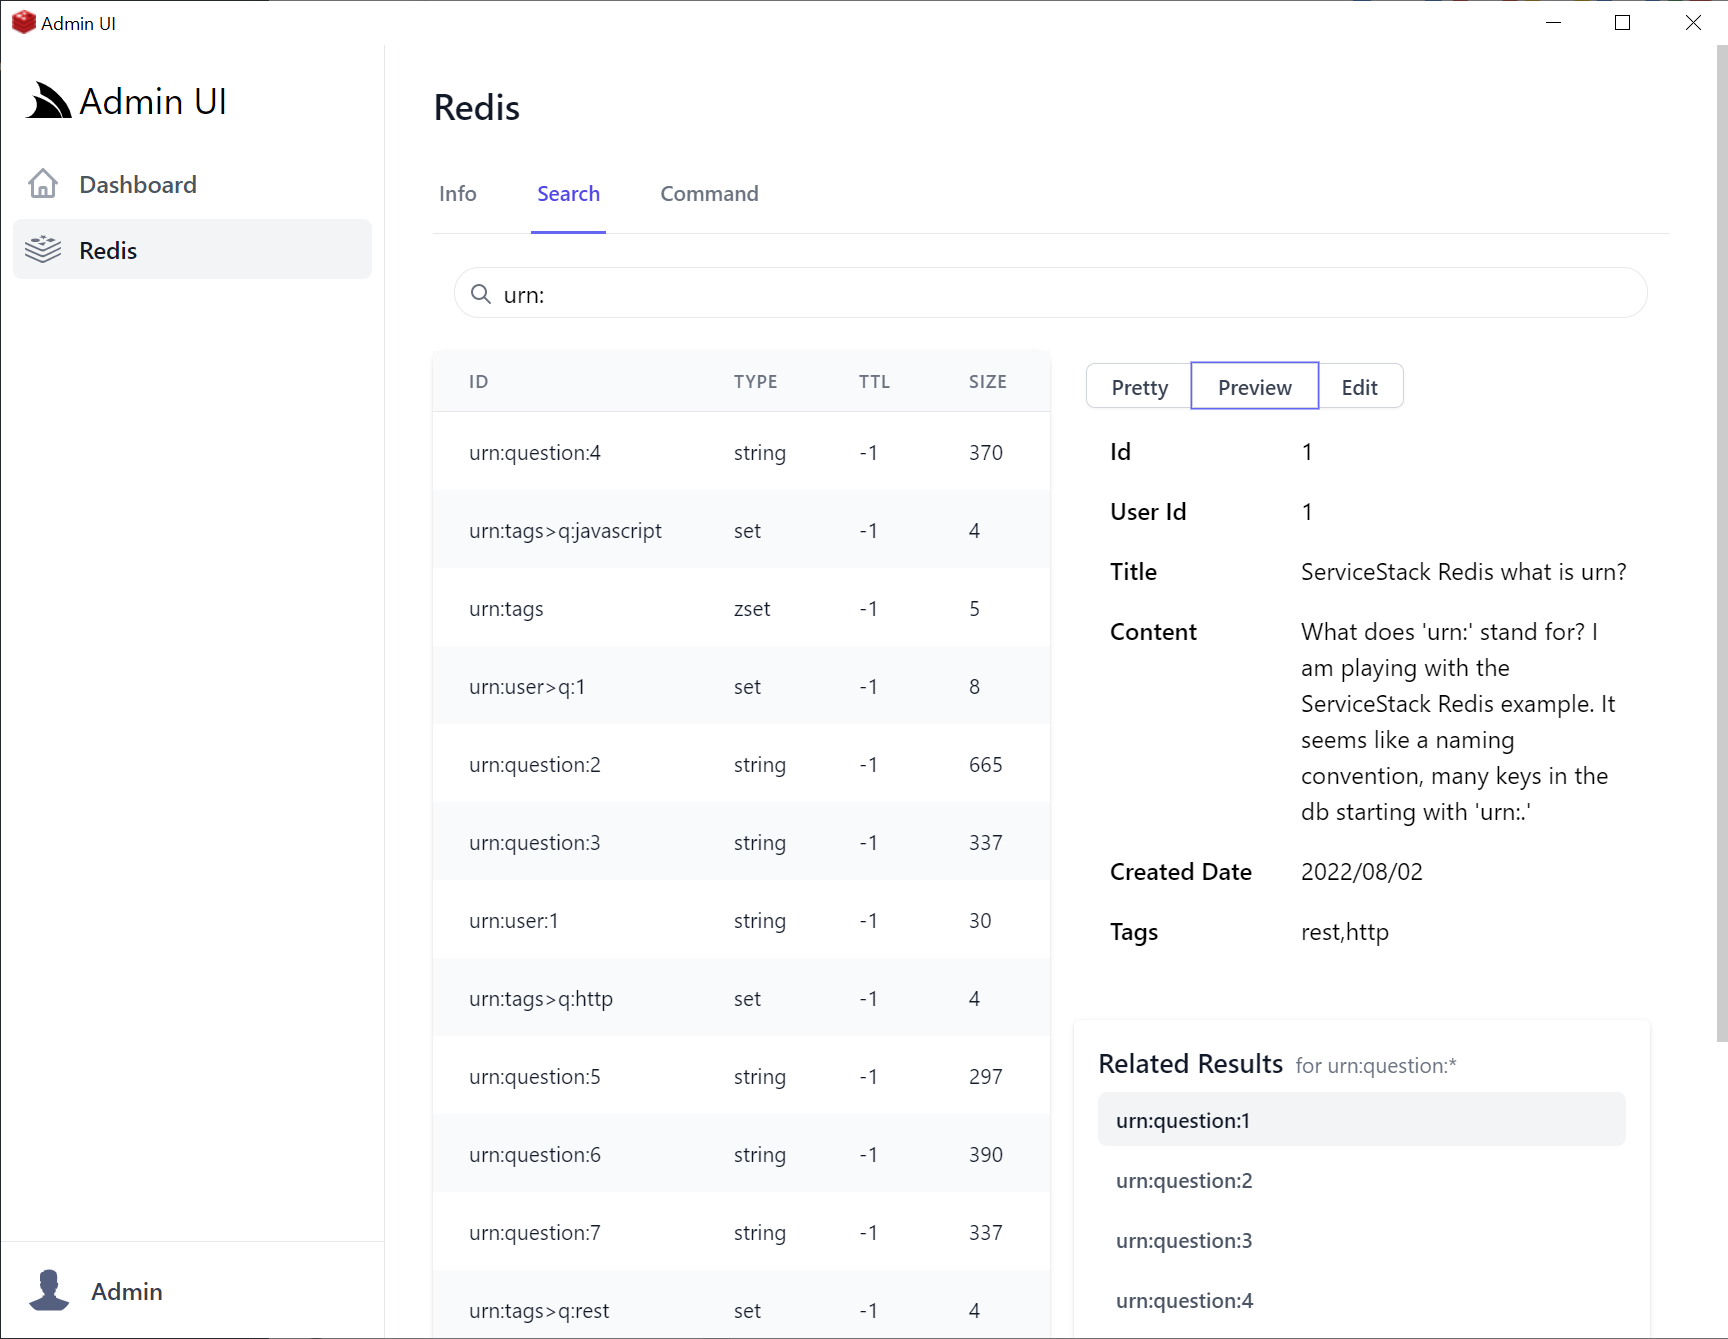 Admin UI
Admin UI
Dashboard
Redis
Admin
Redis
Info Search Command
urn:
ID TYPE TTL SIZE
urn:question:4 string -1 370
urn:tags>q:javascript set -1 4
urn:tags zset -1 5
urn:user>q:1 set -1 8
urn:question:2 string -1 665
urn:question:3 string -1 337
urn:user:1 string -1 30
urn:tags>q:http set -1 4
urn:question:5 string -1 297
urn:question:6 string -1 390
urn:question:7 string -1 337
urn:tags>q:rest set -1 4
Pretty Preview Edit
Id 1
User Id 1
Title ServiceStack Redis what is urn?
Content What does 'urn:' stand for? I
am playing with the
ServiceStack Redis example. It
seems like a naming
convention, many keys in the
db starting with 'urn:.'
Created Date 2022/08/02
Tags rest,http
Related Results for urn:question:*
urn:question:1
urn:question:2
urn:question:3
urn:question:4